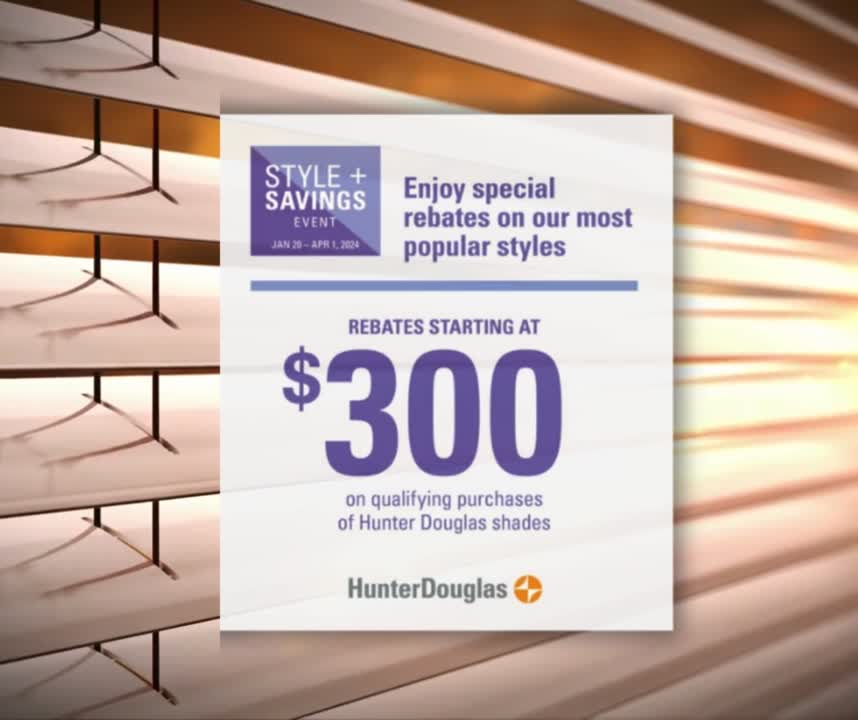 STYLE +
SAVINGS
EVENT
JAN 20 – APR 1, 2024
Enjoy special
rebates on our most
popular styles
REBATES STARTING AT
$300
on qualifying purchases
of Hunter Douglas shades
HunterDouglas